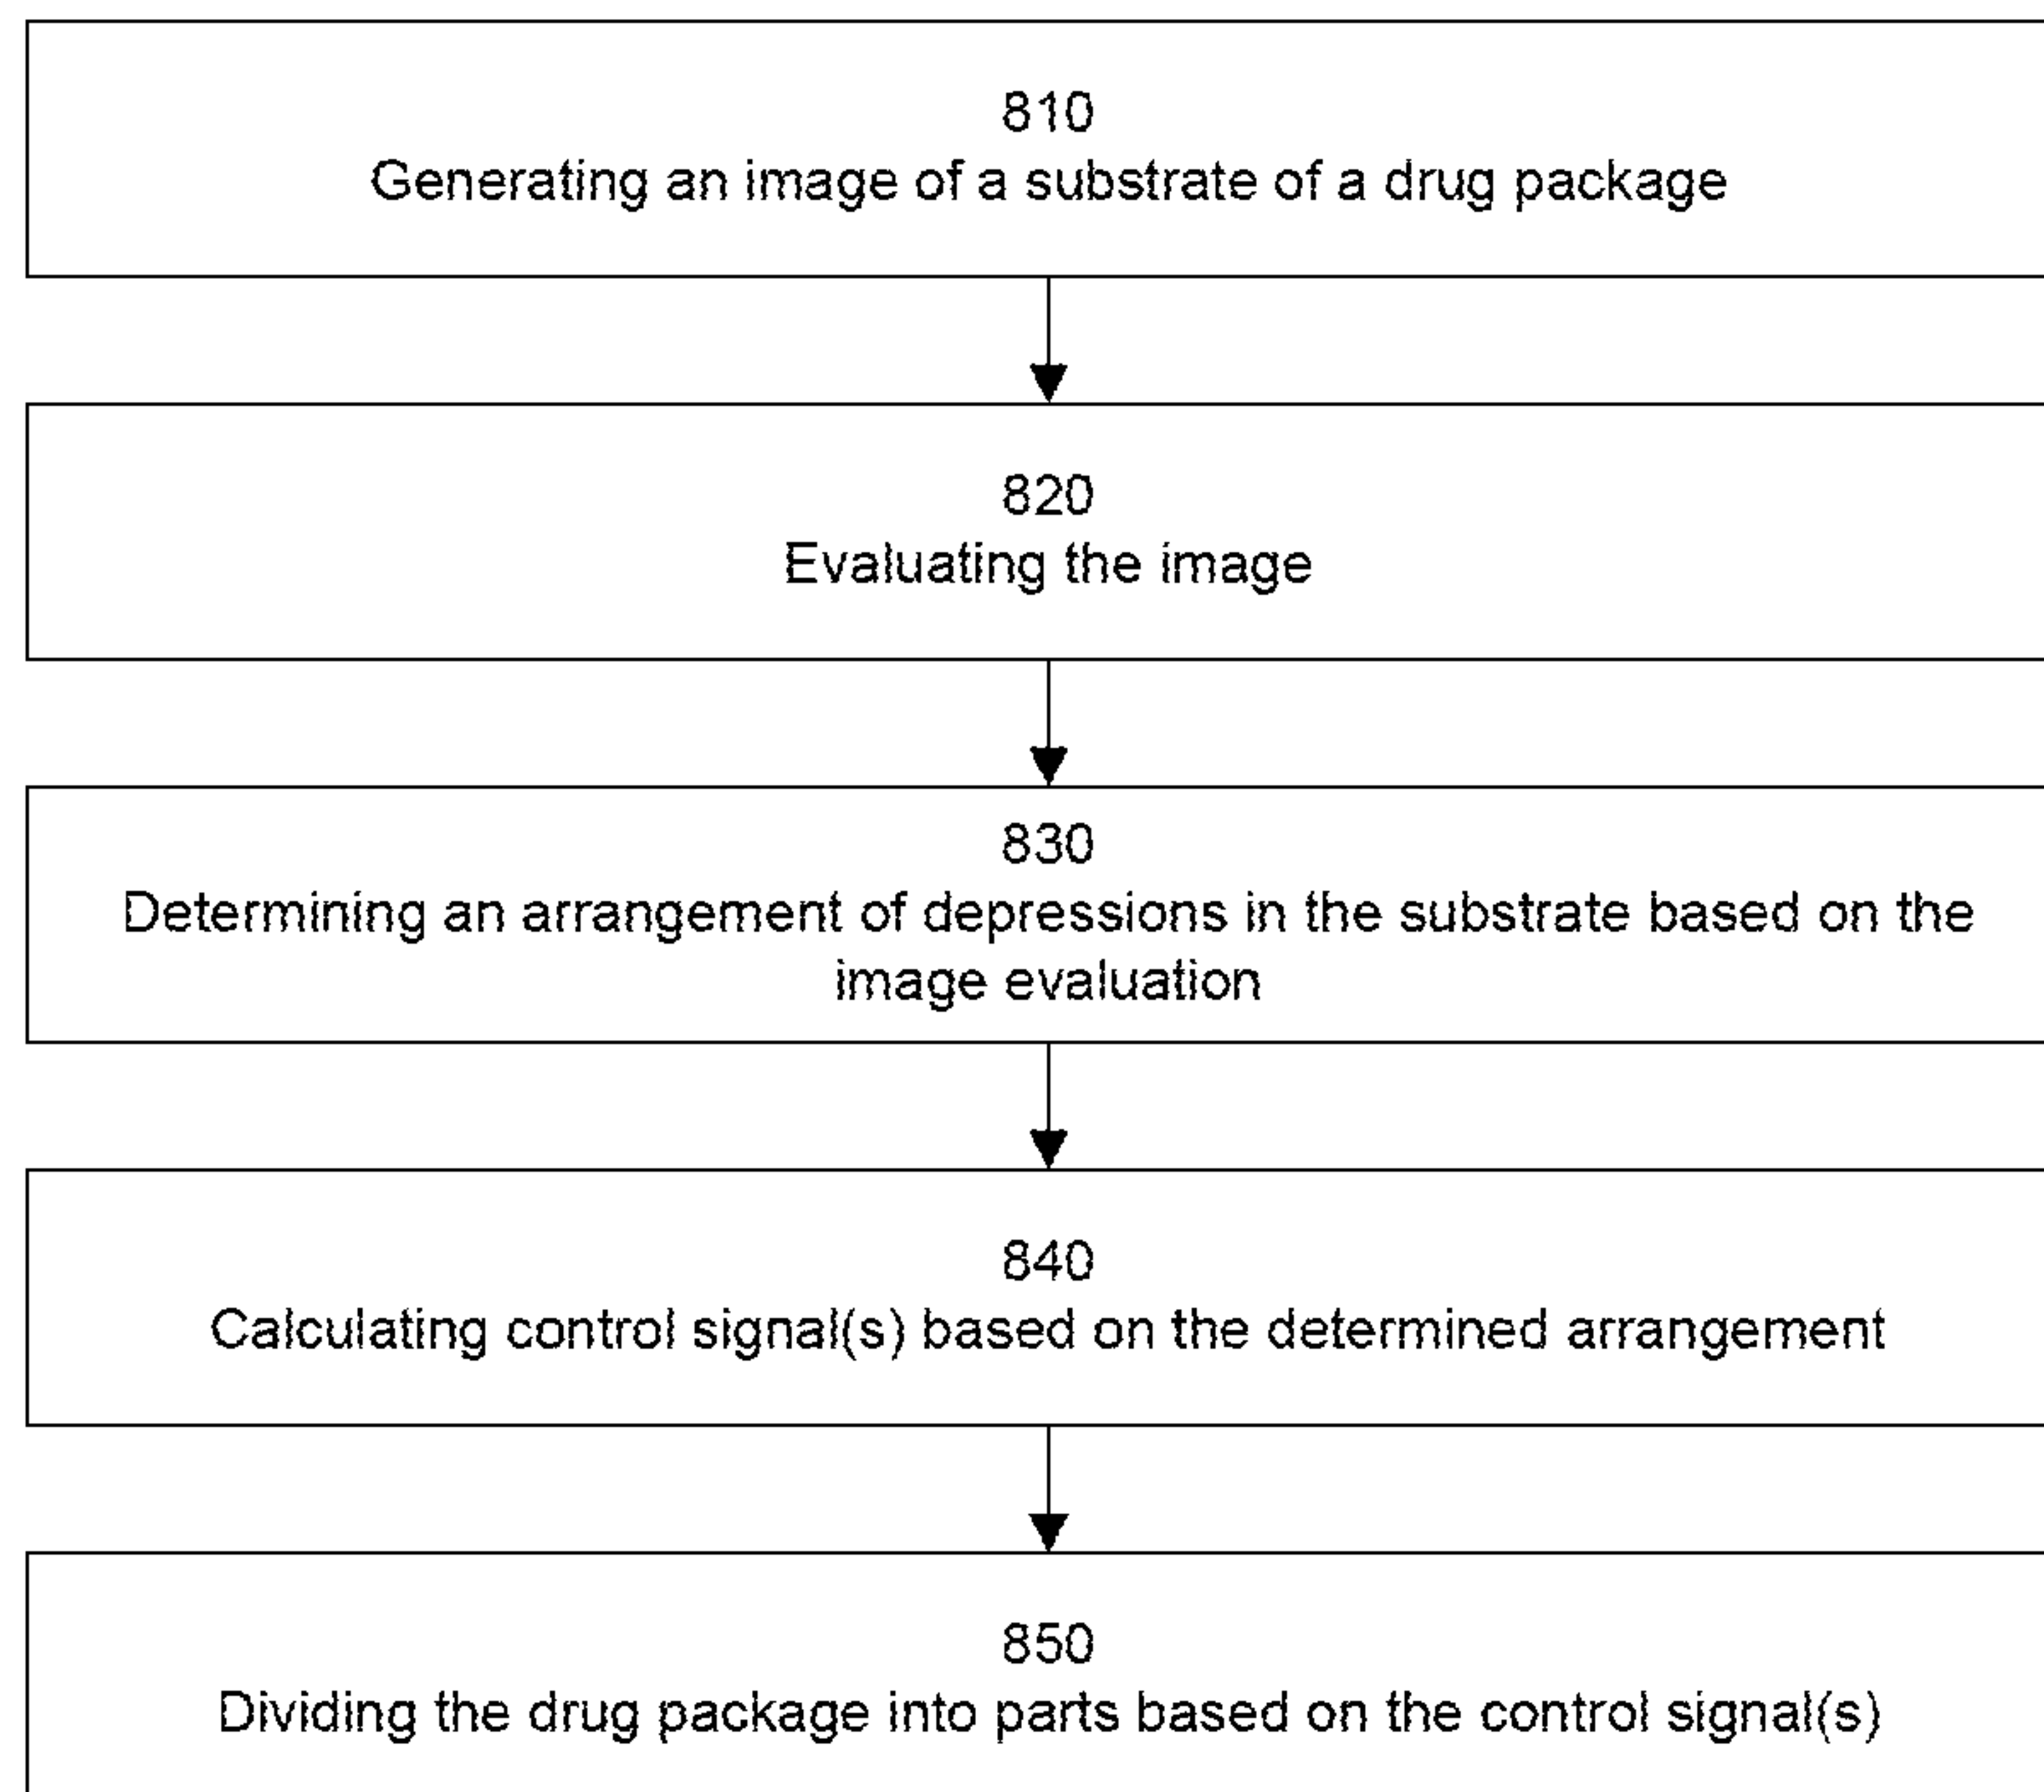 810
Generating an image of a substrate of a drug package
820
Evaluating the image
830
Determining an arrangement of depressions in the substrate based on the
image evaluation
840
Calculating control signal(s) based on the determined arrangement
850
Dividing the drug package into parts based on the control signal(s)